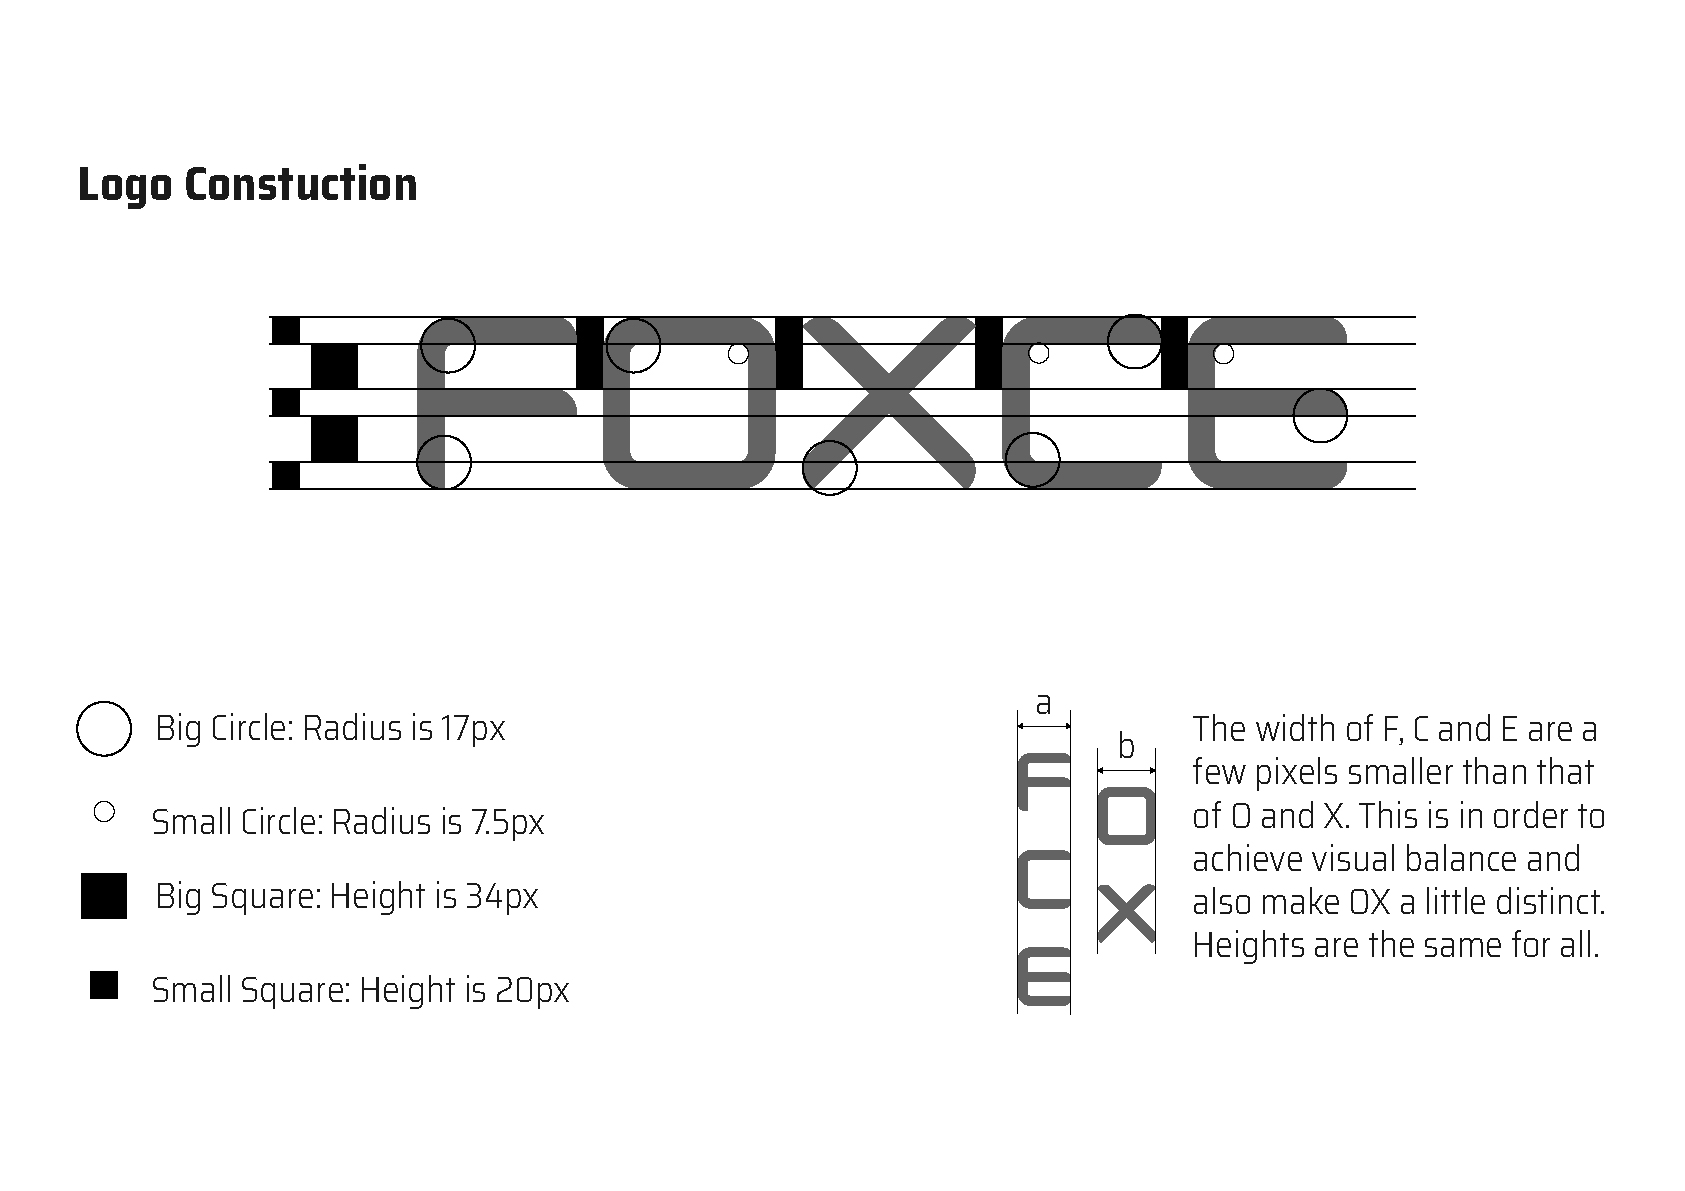 Logo Constuction
FOXCE
Big Circle: Radius is 17px
Small Circle: Radius is 7.5px
Big Square: Height is 34px
Small Square: Height is 20px
a
F
C
E
b
O
X
The width of F, C and E are a
few pixels smaller than that
of O and X. This is in order to
achieve visual balance and
also make OX a little distinct.
Heights are the same for all.